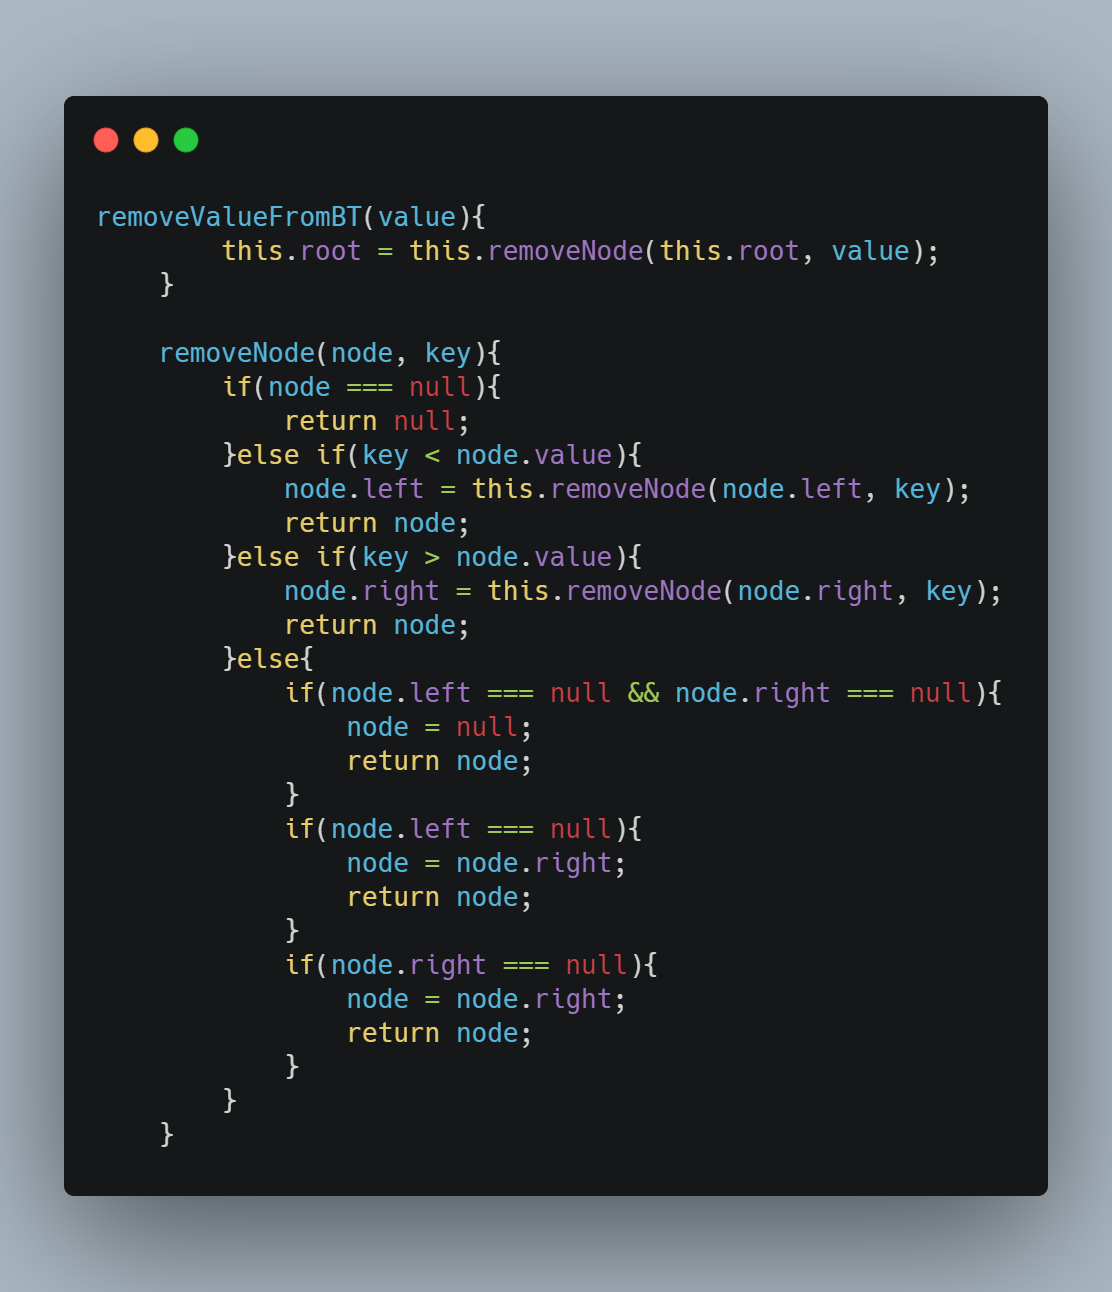 removeValueFromBT(value){
        this.root = this.removeNode(this.root, value);
    }

    removeNode(node, key){
        if(node === null){
            return null;
        }else if(key < node.value){
            node.left = this.removeNode(node.left, key);
            return node;
        }else if(key > node.value){
            node.right = this.removeNode(node.right, key);
            return node;
        }else{
            if(node.left === null && node.right === null){
                node = null;
                return node;
            }
            if(node.left === null){
                node = node.right;
                return node;
            }
            if(node.right === null){
                node = node.right;
                return node;
            }
        }
    }